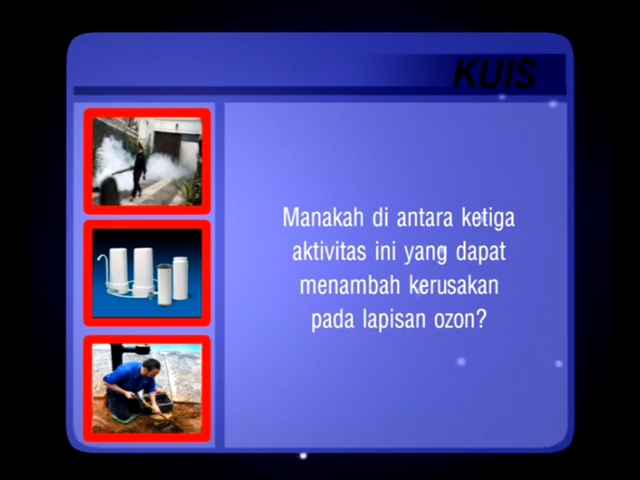 KUIS
Manakah di antara ketiga
aktivitas ini yang dapat
menambah kerusakan
pada lapisan ozon?